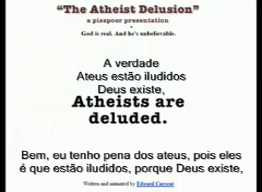 “The Atheist Delusion”
a piaspoor presentation
God is real. And he's unbelievable.
A verdade
Ateus estão iludidos
Deus existe,
Atheists are
deluded.
Bem, eu tenho pena dos ateus, pois eles
é que estão iludidos, porque Deus existe,
Written and animated by Edward Current